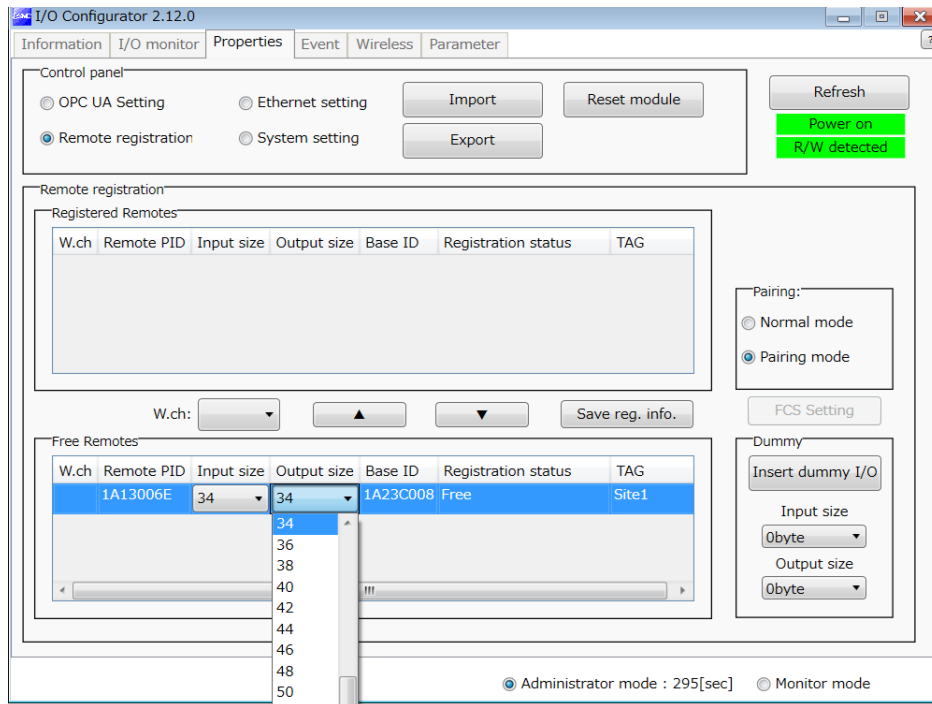 I/O Configurator 2.12.0
Information I/O monitor Properties Event Wireless Parameter
Control panel
OPC UA Setting Ethernet setting Import Reset module Refresh
Power on
Remote registration System setting Export R/W detected
Remote registration
Registered Remotes
W.ch Remote PID Input size Output size Base ID Registration status TAG
Pairing:
Normal mode
Pairing mode
W.ch: ▲ ▼ Save reg. info. FCS Setting
Free Remotes Dummy
W.ch Remote PID Input size Output size Base ID Registration status TAG Insert dummy I/O
1A13006E 34 34 1A23C008 Free Site1
Input size
34
36
0byte
38
Output size
40
0byte
42
44
46
48
50
Administrator mode : 295[sec] Monitor mode